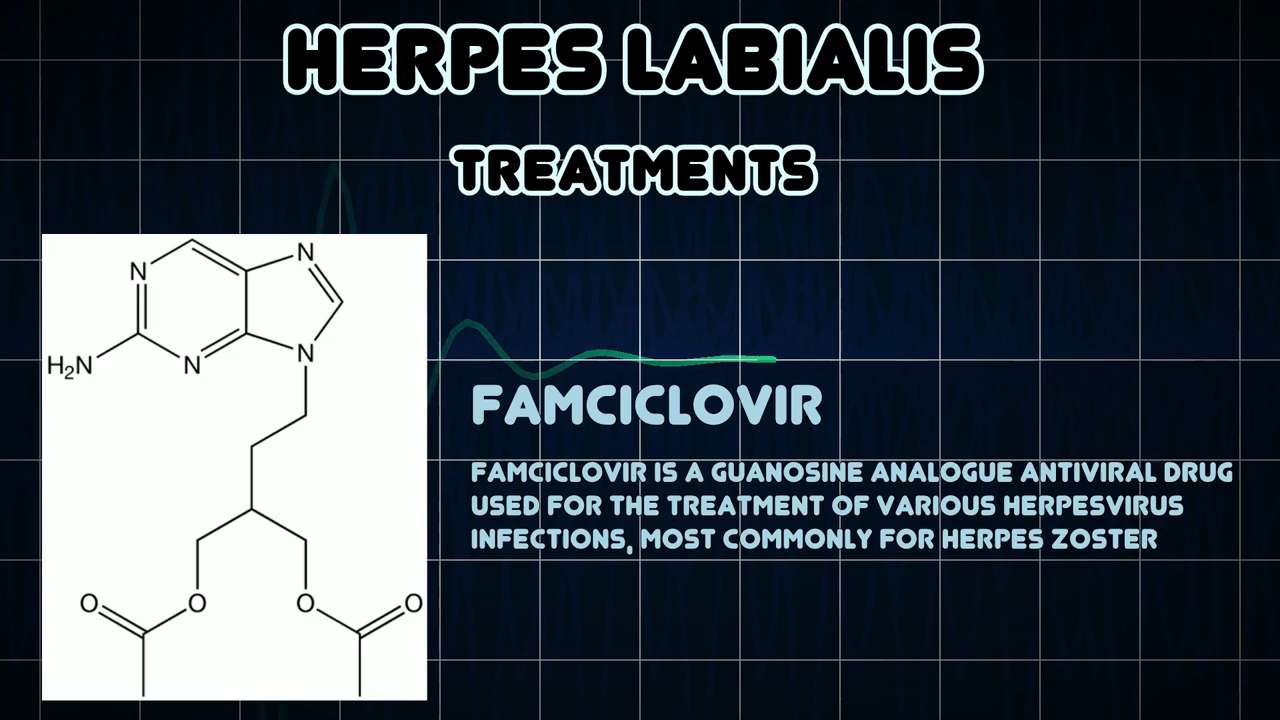 HERPES LABIALIS
TREATMENTS
N
N
N
N
H₂N
O
O
O
O
FAMCICLOVIR
FAMCICLOVIR IS A GUANOSINE ANALOGUE ANTIVIRAL DRUG
USED FOR THE TREATMENT OF VARIOUS HERPESVIRUS
INFECTIONS, MOST COMMONLY FOR HERPES ZOSTER